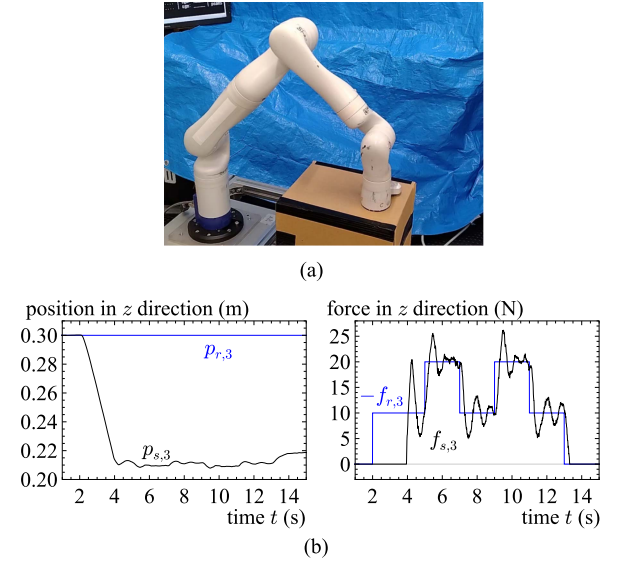 (a)
position in z direction (m)
0.30
0.28
0.26
0.24
0.22
0.20
p_{r,3}
p_{s,3}
2 4 6 8 10 12 14
time t (s)
force in z direction (N)
25
20
15
10
5
0
−f_{r,3}
f_{s,3}
2 4 6 8 10 12 14
time t (s)
(b)